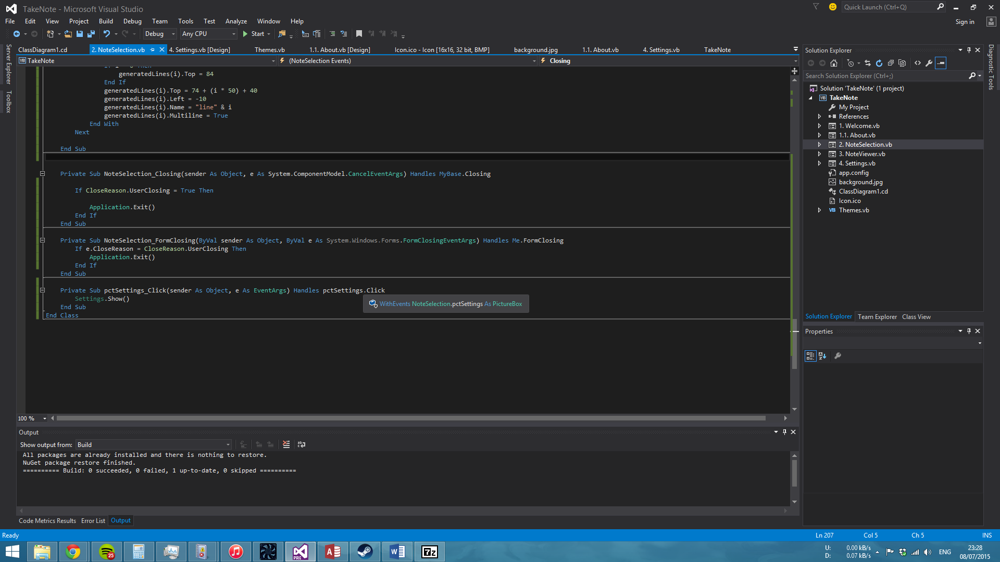 TakeNote - Microsoft Visual Studio
Quick Launch (Ctrl+Q)
File Edit View Project Build Debug Team Tools Test Analyze Window Help
Sign in
Debug Any CPU Start
Server Explorer
Toolbox
ClassDiagram1.cd 2. NoteSelection.vb 4. Settings.vb [Design] Themes.vb 1.1. About.vb [Design] Icon.ico - Icon [16x16, 32 bit, BMP] background.jpg 1.1. About.vb 4. Settings.vb TakeNote
VB TakeNote (NoteSelection Events) Closing
generatedLines(i).Top = 84
End If
generatedLines(i).Top = 74 + (i * 50) + 40
generatedLines(i).Left = -10
generatedLines(i).Name = "line" & i
generatedLines(i).Multiline = True
End With
Next
End Sub
Private Sub NoteSelection_Closing(sender As Object, e As System.ComponentModel.CancelEventArgs) Handles MyBase.Closing
If CloseReason.UserClosing = True Then
Application.Exit()
End If
End Sub
Private Sub NoteSelection_FormClosing(ByVal sender As Object, ByVal e As System.Windows.Forms.FormClosingEventArgs) Handles Me.FormClosing
If e.CloseReason = CloseReason.UserClosing Then
Application.Exit()
End If
End Sub
Private Sub pctSettings_Click(sender As Object, e As EventArgs) Handles pctSettings.Click
Settings.Show()
End Sub
End Class
WithEvents NoteSelection.pctSettings As PictureBox
100 %
Output
Show output from: Build
All packages are already installed and there is nothing to restore.
NuGet package restore finished.
========== Build: 0 succeeded, 0 failed, 1 up-to-date, 0 skipped ==========
Code Metrics Results Error List Output
Solution Explorer
Search Solution Explorer (Ctrl+;)
Solution 'TakeNote' (1 project)
VB TakeNote
My Project
References
1. Welcome.vb
1.1. About.vb
2. NoteSelection.vb
3. NoteViewer.vb
4. Settings.vb
app.config
background.jpg
ClassDiagram1.cd
Icon.ico
VB Themes.vb
Solution Explorer Team Explorer Class View
Properties
Diagnostic Tools
Ready Ln 207 Col 5 Ch 5 INS
25
PRE
7z
U: 0.00 kB/s
D: 0.07 kB/s
ENG
23:28
08/07/2015